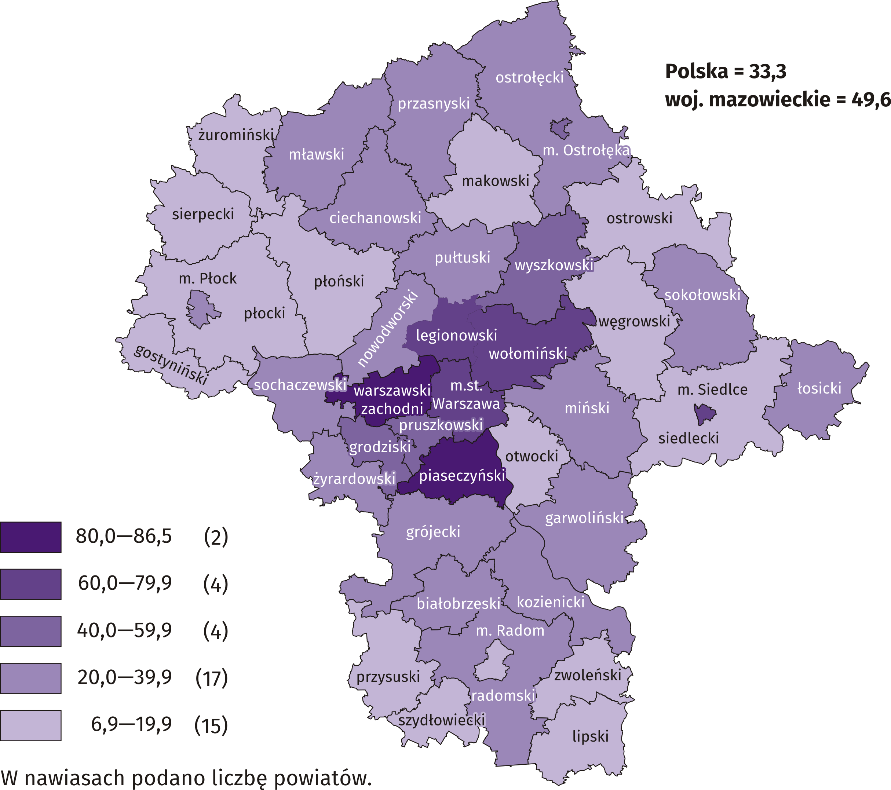 Polska = 33,3
woj. mazowieckie = 49,6
ostrołęcki
przasnyski
żuromiński
mławski
m. Ostrołęka
makowski
sierpecki
ciechanowski
ostrowski
pułtuski
wyszkowski
m. Płock
płoński
sokołowski
płocki
nowodworski
węgrowski
legionowski
wołomiński
gostyniński
sochaczewski
warszawski
zachodni
m.st.
Warszawa
m. Siedlce
łosicki
miński
pruszkowski
siedlecki
grodziski
otwocki
żyrardowski
piaseczyński
garwoliński
grójecki
białobrzeski
kozienicki
m. Radom
przysuski
zwoleński
radomski
szydłowiecki
lipski
80,0—86,5 (2)
60,0—79,9 (4)
40,0—59,9 (4)
20,0—39,9 (17)
6,9—19,9 (15)
W nawiasach podano liczbę powiatów.